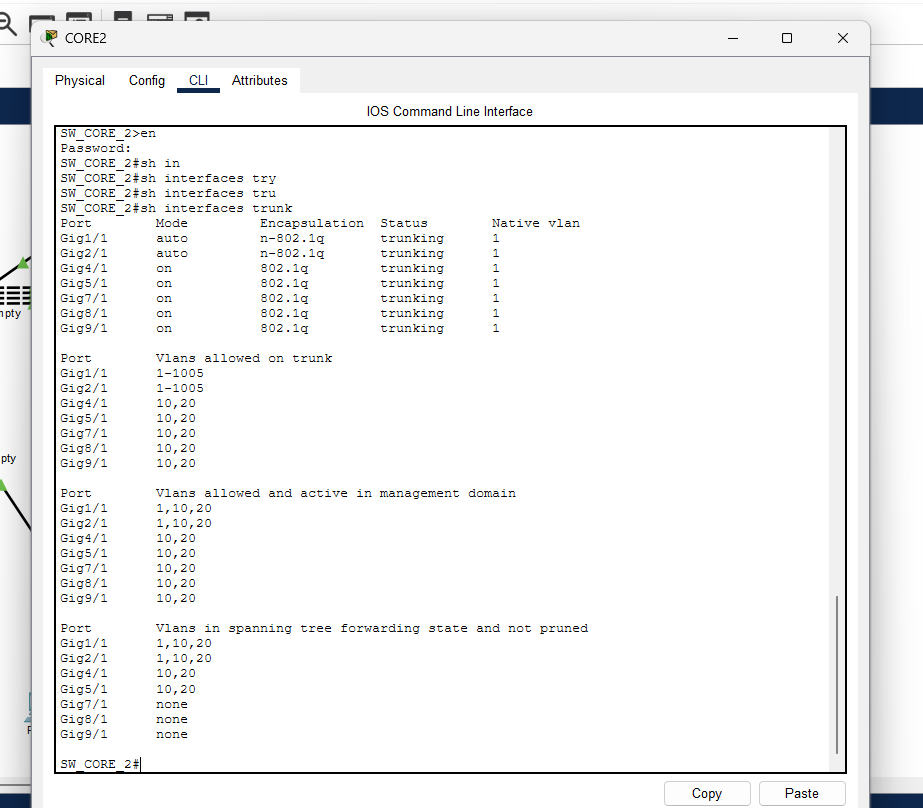 CORE2
Physical Config CLI Attributes
IOS Command Line Interface
SW_CORE_2>en
Password:
SW_CORE_2#sh in
SW_CORE_2#sh interfaces try
SW_CORE_2#sh interfaces tru
SW_CORE_2#sh interfaces trunk
Port Mode Encapsulation Status Native vlan
Gig1/1 auto n-802.1q trunking 1
Gig2/1 auto n-802.1q trunking 1
Gig4/1 on 802.1q trunking 1
Gig5/1 on 802.1q trunking 1
Gig7/1 on 802.1q trunking 1
Gig8/1 on 802.1q trunking 1
Gig9/1 on 802.1q trunking 1
Port Vlans allowed on trunk
Gig1/1 1-1005
Gig2/1 1-1005
Gig4/1 10,20
Gig5/1 10,20
Gig7/1 10,20
Gig8/1 10,20
Gig9/1 10,20
Port Vlans allowed and active in management domain
Gig1/1 1,10,20
Gig2/1 1,10,20
Gig4/1 10,20
Gig5/1 10,20
Gig7/1 10,20
Gig8/1 10,20
Gig9/1 10,20
Port Vlans in spanning tree forwarding state and not pruned
Gig1/1 1,10,20
Gig2/1 1,10,20
Gig4/1 10,20
Gig5/1 10,20
Gig7/1 none
Gig8/1 none
Gig9/1 none
SW_CORE_2#
Copy Paste